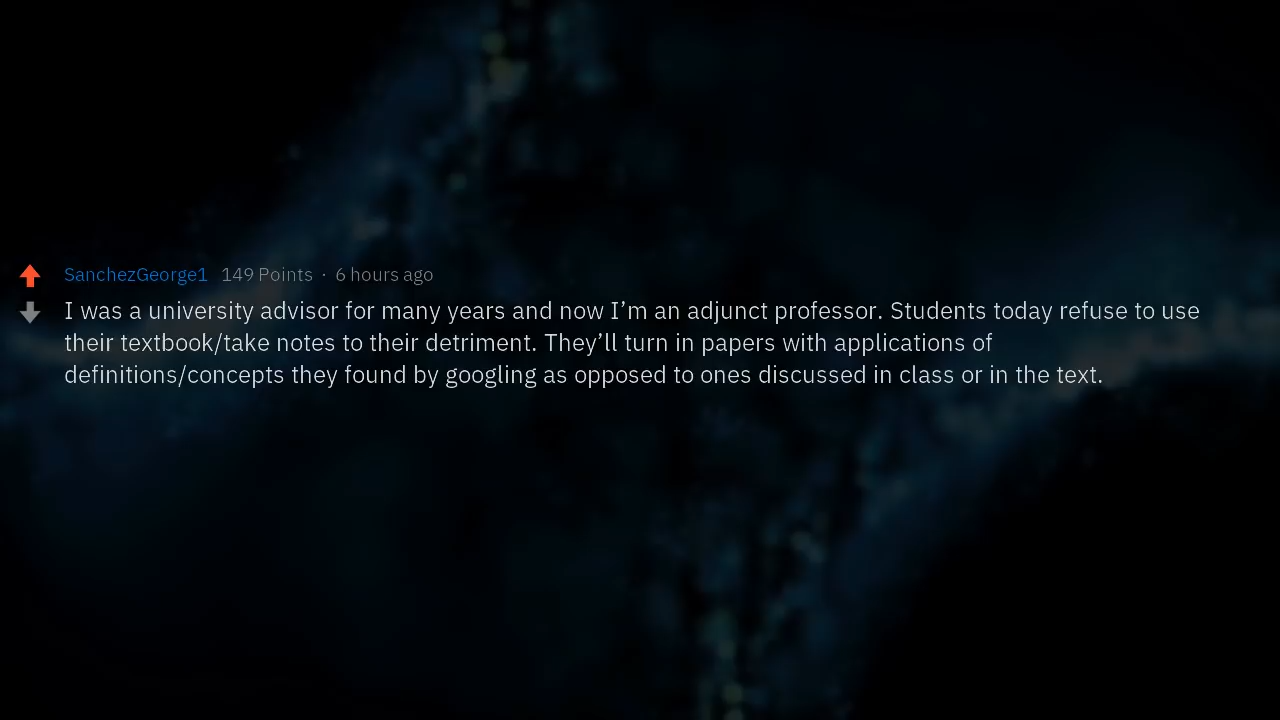 SanchezGeorge1 149 Points · 6 hours ago
I was a university advisor for many years and now I’m an adjunct professor. Students today refuse to use
their textbook/take notes to their detriment. They’ll turn in papers with applications of
definitions/concepts they found by googling as opposed to ones discussed in class or in the text.